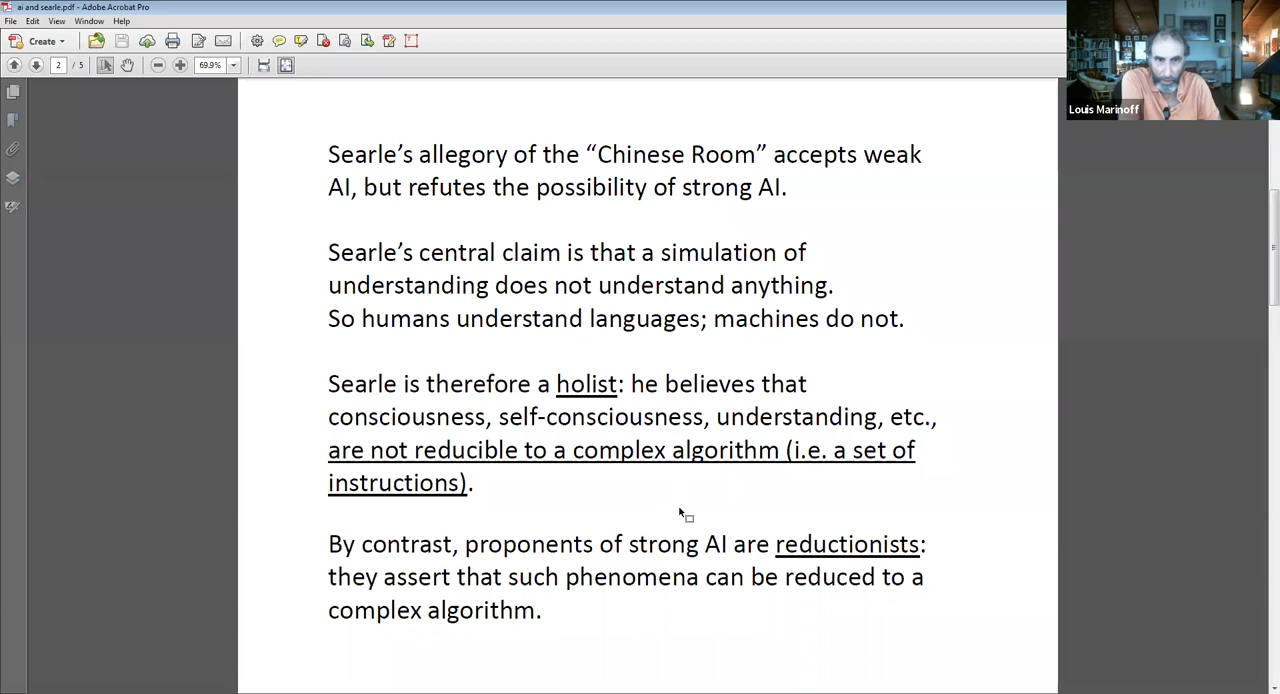 ai and searle.pdf - Adobe Acrobat Pro
File Edit View Window Help
Create
2 / 5 69.9%
Louis Marinoff
Searle’s allegory of the “Chinese Room” accepts weak
AI, but refutes the possibility of strong AI.
Searle’s central claim is that a simulation of
understanding does not understand anything.
So humans understand languages; machines do not.
Searle is therefore a holist: he believes that
consciousness, self-consciousness, understanding, etc.,
are not reducible to a complex algorithm (i.e. a set of
instructions).
By contrast, proponents of strong AI are reductionists:
they assert that such phenomena can be reduced to a
complex algorithm.